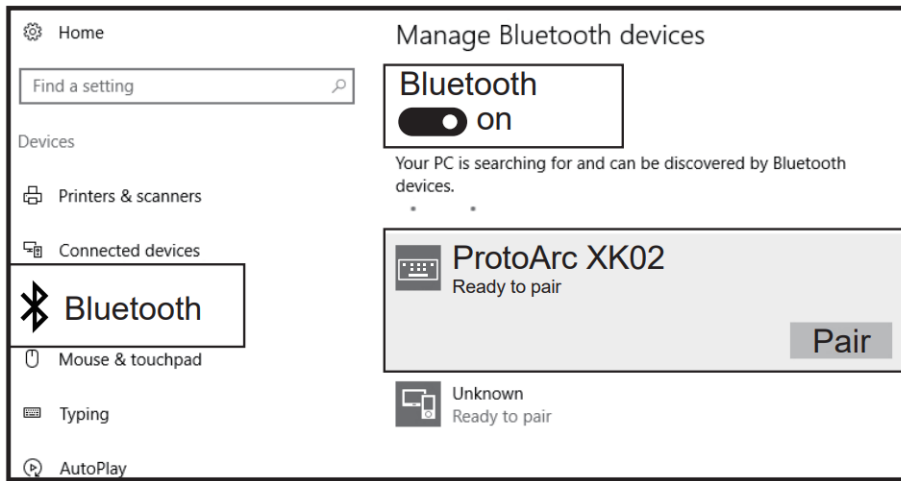 Home
Find a setting
Devices
Printers & scanners
Connected devices
Bluetooth
Mouse & touchpad
Typing
AutoPlay
Manage Bluetooth devices
Bluetooth
on
Your PC is searching for and can be discovered by Bluetooth
devices.
ProtoArc XK02
Ready to pair
Pair
Unknown
Ready to pair